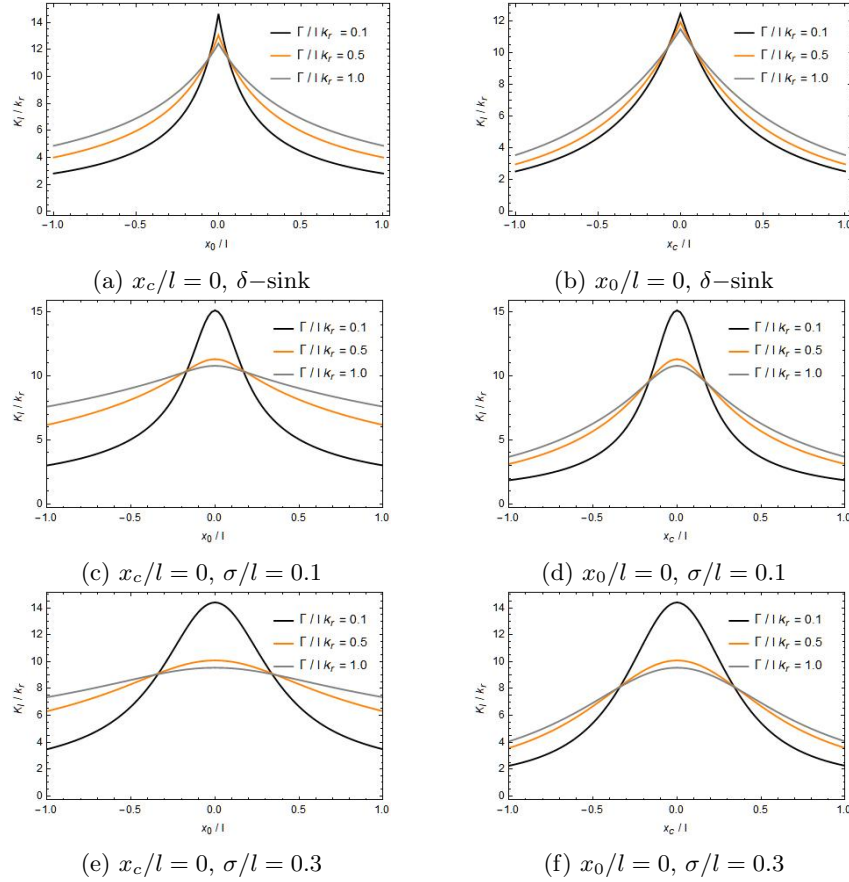 14
12
10
8
6
4
2
0
K_l / k_r
Γ / l k_r = 0.1
Γ / l k_r = 0.5
Γ / l k_r = 1.0
−1.0 −0.5 0.0 0.5 1.0
x_0 / l
(a) x_c/l = 0, δ−sink
12
10
8
6
4
2
0
K_l / k_r
Γ / l k_r = 0.1
Γ / l k_r = 0.5
Γ / l k_r = 1.0
−1.0 −0.5 0.0 0.5 1.0
x_c / l
(b) x_0/l = 0, δ−sink
15
10
5
0
K_l / k_r
Γ / l k_r = 0.1
Γ / l k_r = 0.5
Γ / l k_r = 1.0
−1.0 −0.5 0.0 0.5 1.0
x_0 / l
(c) x_c/l = 0, σ/l = 0.1
15
10
5
0
K_l / k_r
Γ / l k_r = 0.1
Γ / l k_r = 0.5
Γ / l k_r = 1.0
−1.0 −0.5 0.0 0.5 1.0
x_c / l
(d) x_0/l = 0, σ/l = 0.1
14
12
10
8
6
4
2
0
K_l / k_r
Γ / l k_r = 0.1
Γ / l k_r = 0.5
Γ / l k_r = 1.0
−1.0 −0.5 0.0 0.5 1.0
x_0 / l
(e) x_c/l = 0, σ/l = 0.3
14
12
10
8
6
4
2
0
K_l / k_r
Γ / l k_r = 0.1
Γ / l k_r = 0.5
Γ / l k_r = 1.0
−1.0 −0.5 0.0 0.5 1.0
x_c / l
(f) x_0/l = 0, σ/l = 0.3